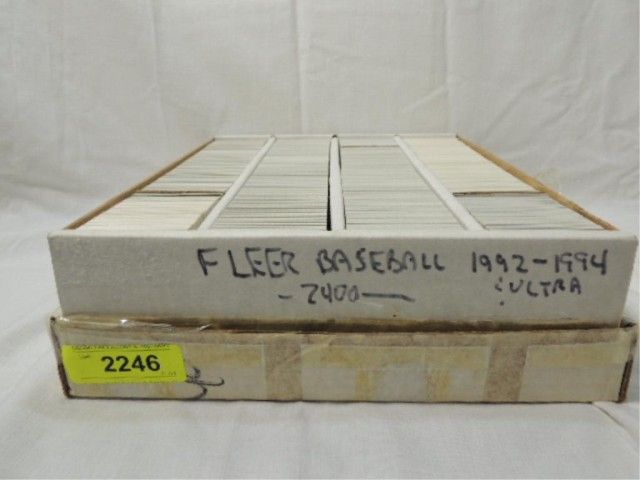 FLEER BASEBALL 1992-1994
-2400- : ULTRA
2246